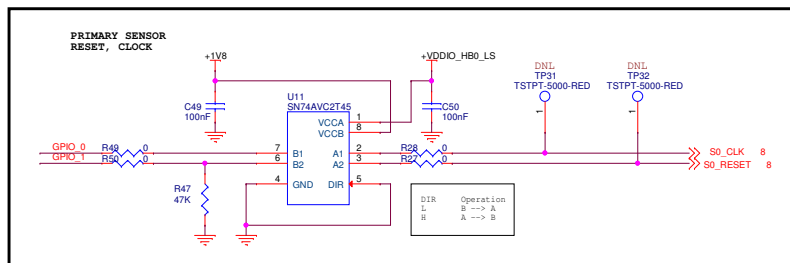 PRIMARY SENSOR
RESET, CLOCK
+1V8
+VDDIO_HB0_LS
DNL
TP31
TSTPT-5000-RED
DNL
TP32
TSTPT-5000-RED
C49
100nF
U11
SN74AVC2T45
C50
100nF
VCCA 1
VCCB 8
1
1
GPIO_0 R49 0 7 B1 A1 2 R28 0 S0_CLK 8
GPIO_1 R50 0 6 B2 A2 3 R27 0 S0_RESET 8
4 GND DIR 5
R47
47K
DIR Operation
L B --> A
H A --> B